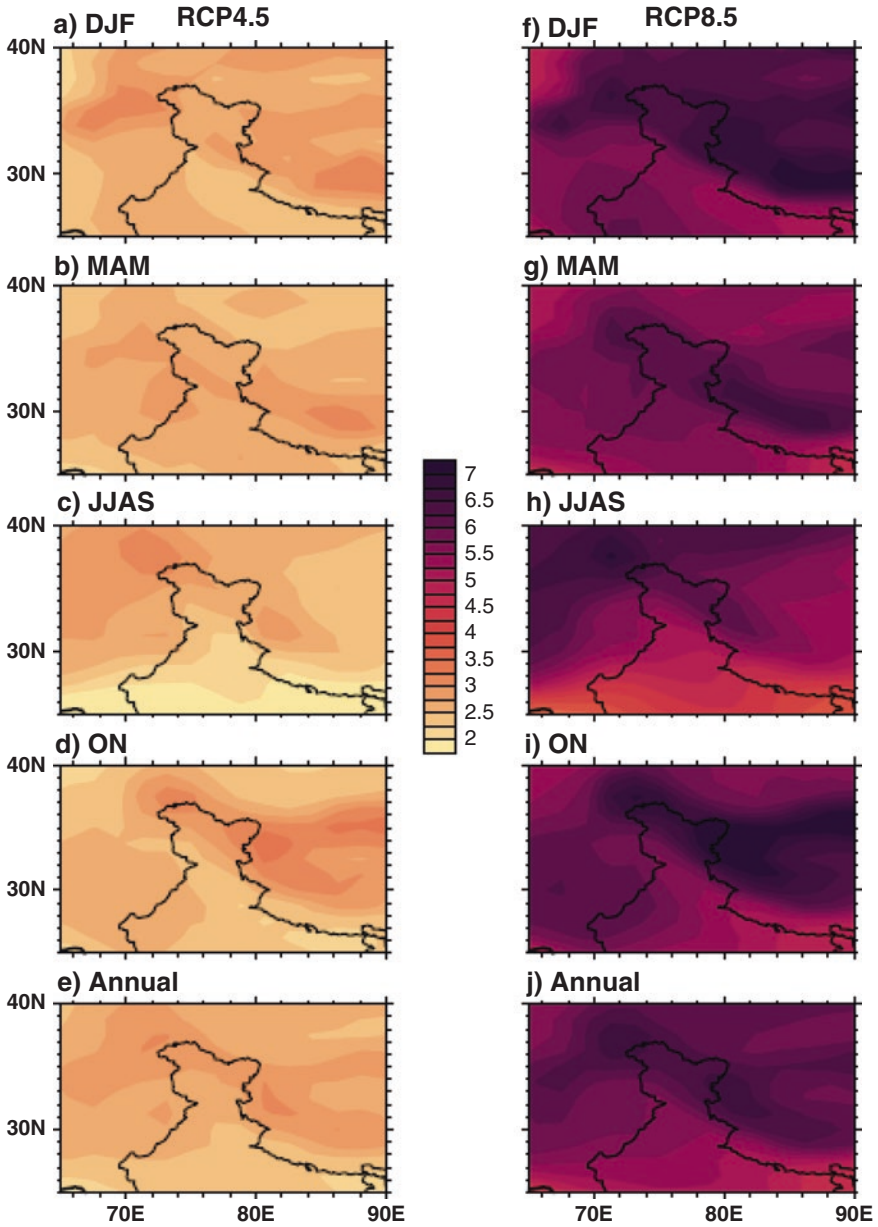 RCP4.5
RCP8.5
a) DJF
f) DJF
40N
30N
b) MAM
g) MAM
40N
30N
c) JJAS
h) JJAS
40N
30N
7
6.5
6
5.5
5
4.5
4
3.5
3
2.5
2
d) ON
i) ON
40N
30N
e) Annual
j) Annual
40N
30N
70E
80E
90E
70E
80E
90E